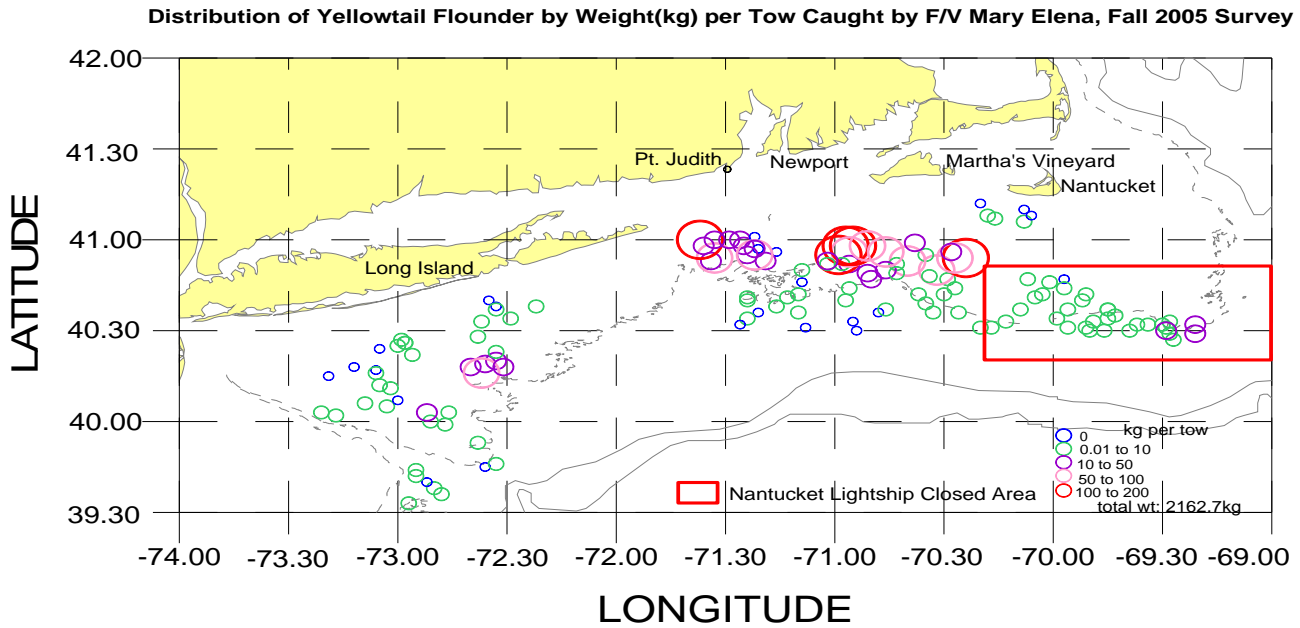 Distribution of Yellowtail Flounder by Weight(kg) per Tow Caught by F/V Mary Elena, Fall 2005 Survey
42.00
41.30
Pt. Judith
Newport
Martha's Vineyard
Nantucket
41.00
Long Island
LATITUDE
40.30
40.00
kg per tow
0
0.01 to 10
10 to 50
50 to 100
100 to 200
total wt: 2162.7kg
Nantucket Lightship Closed Area
39.30
-74.00 -73.30 -73.00 -72.30 -72.00 -71.30 -71.00 -70.30 -70.00 -69.30 -69.00
LONGITUDE